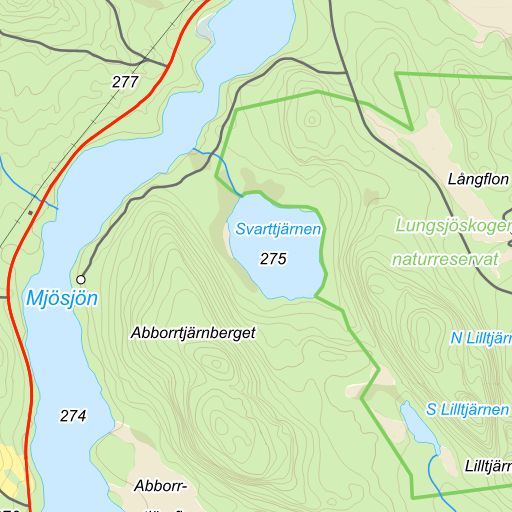 277
Långflon
Lungsjöskogen
naturreservat
Svarttjärnen
275
Mjösjön
Abborrtjärnberget
N Lilltjärn
274
S Lilltjärnen
Lilltjärn
Abborr-